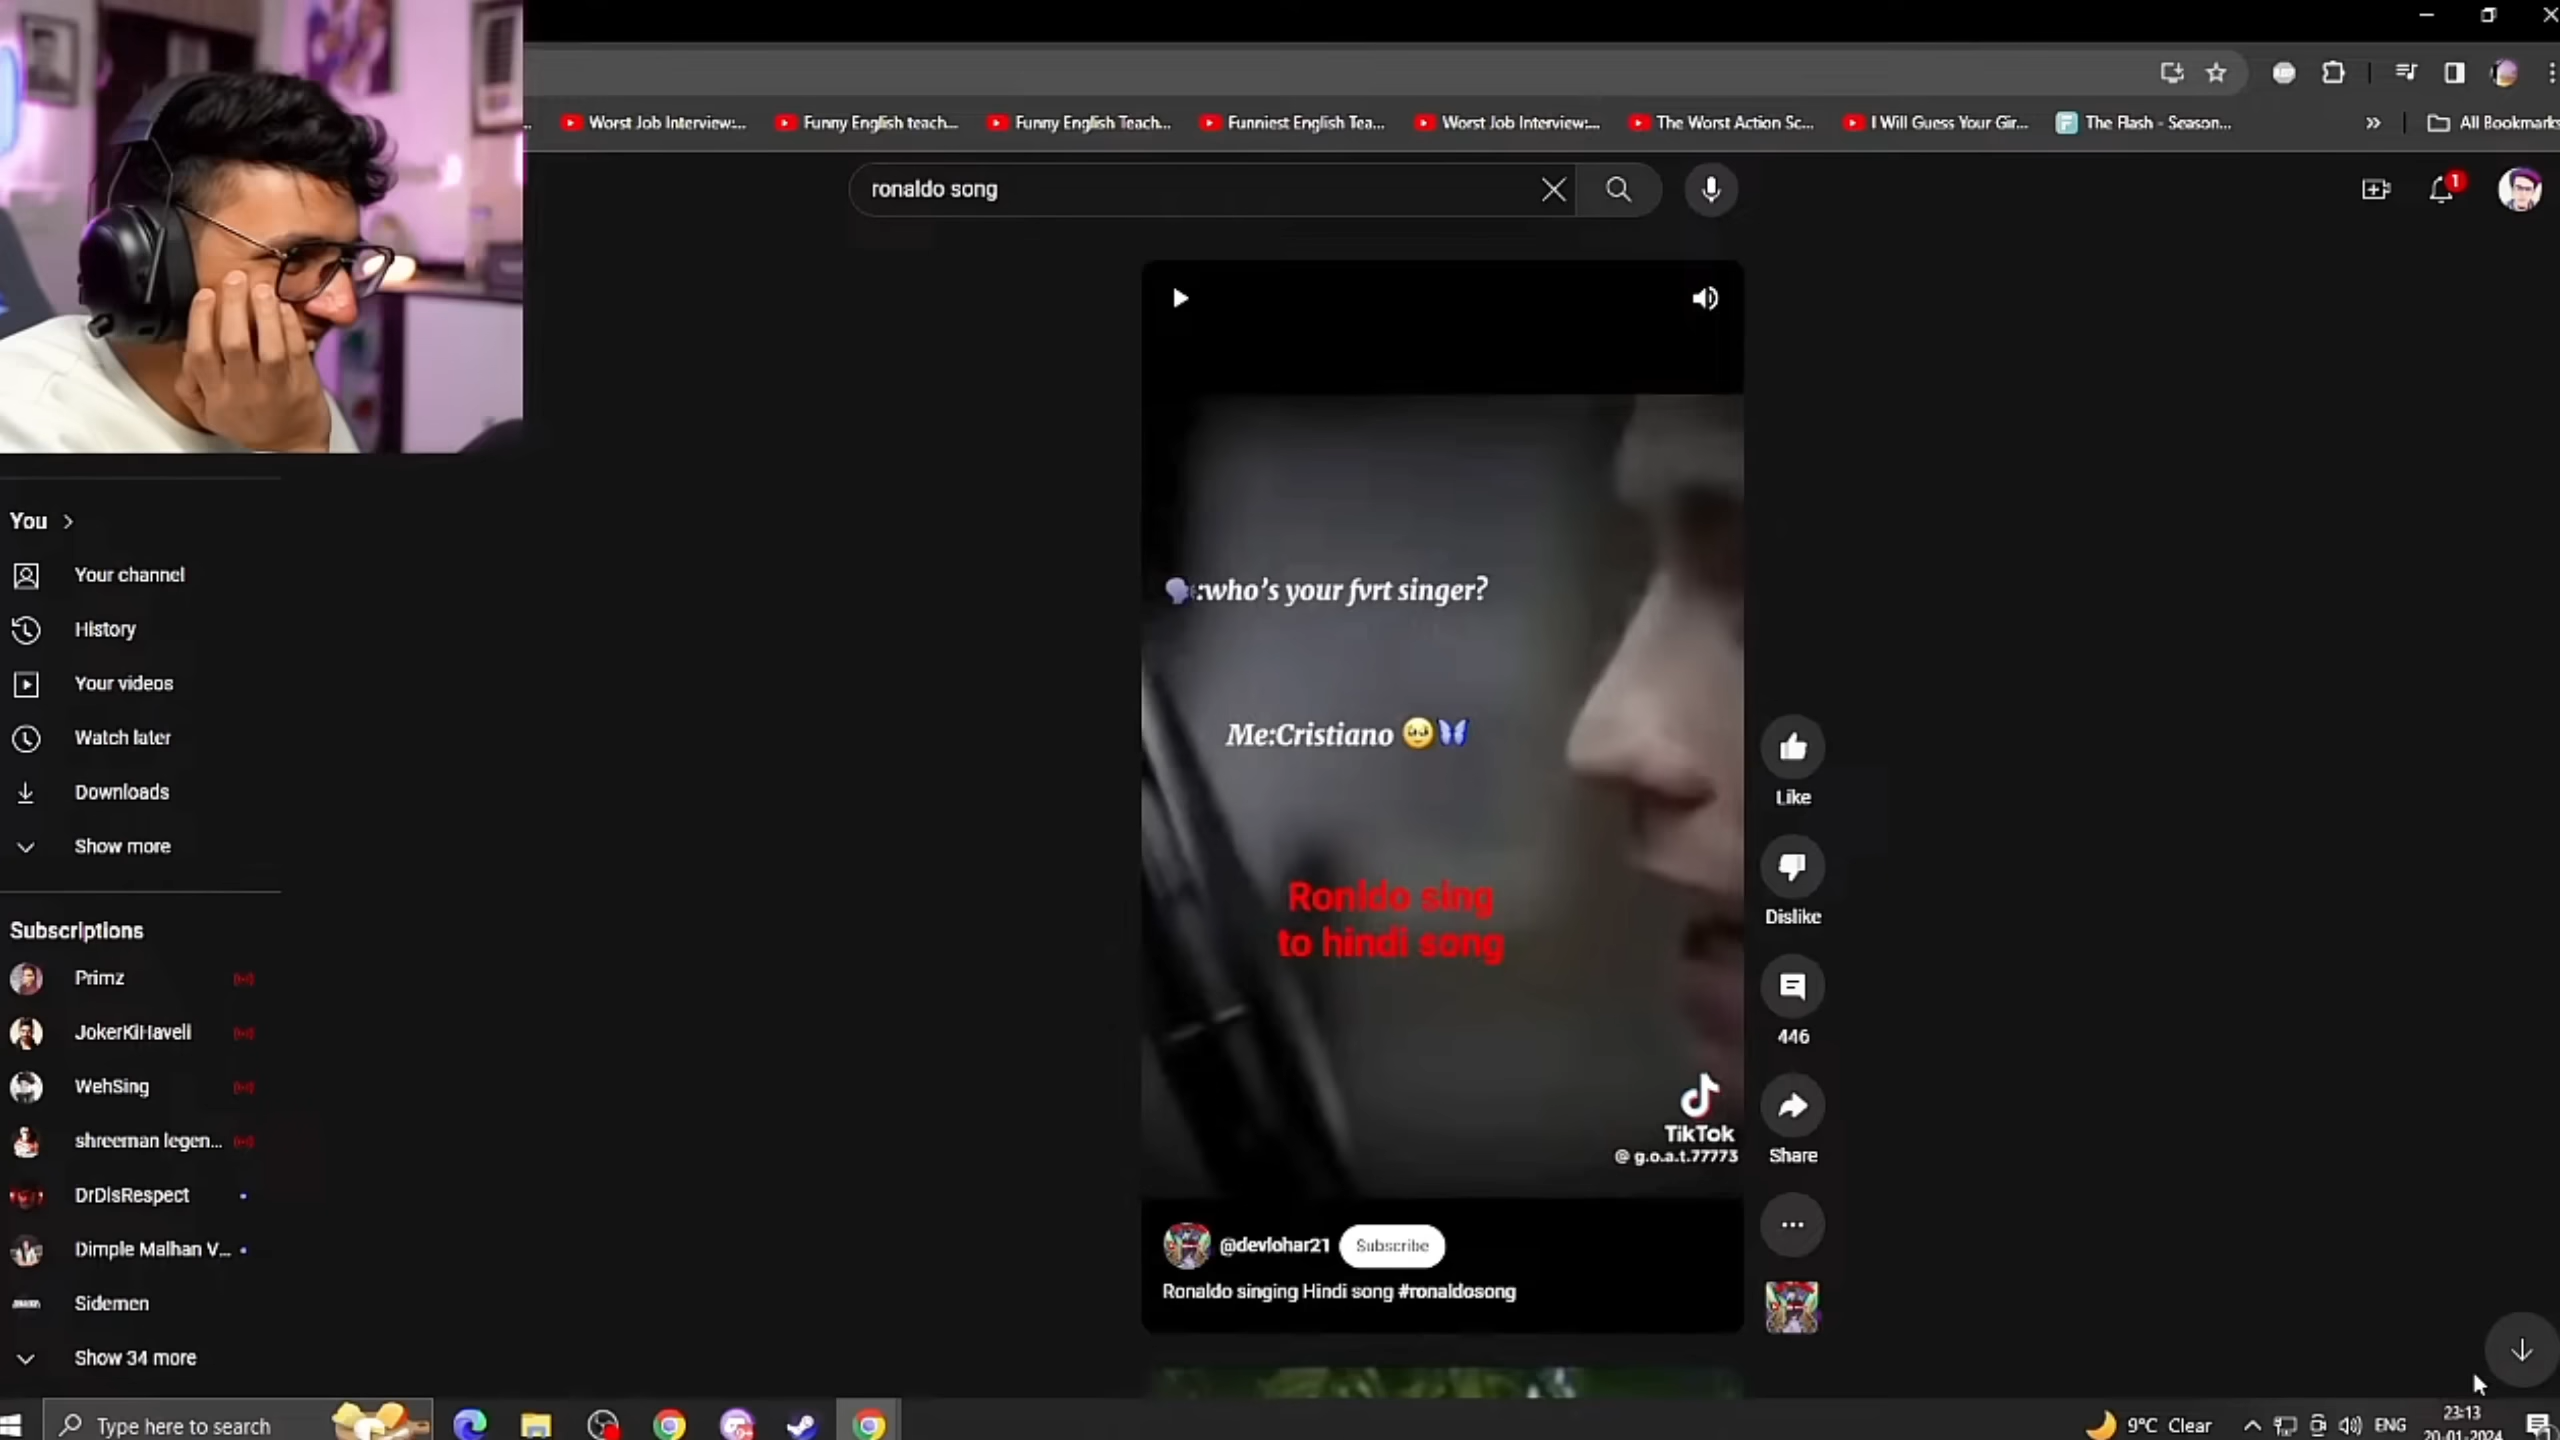 Worst Job Interview:...
Funny English teach...
Funny English Teach...
Funniest English Tea...
Worst Job Interview:...
The Worst Action Sc...
I Will Guess Your Gir...
The Flash - Season...
All Bookmarks
ronaldo song
1
You
Your channel
History
Your videos
Watch later
Downloads
Show more
Subscriptions
Primz
JokerKiHaveli
WehSing
shreeman legen...
DrDisRespect
Dimple Malhan V...
Sidemen
Show 34 more
:who's your fvrt singer?
Me:Cristiano 🥺🦋
Ronldo sing
to hindi song
TikTok
@ g.o.a.t.77773
@devlohar21
Subscribe
Ronaldo singing Hindi song #ronaldosong
Like
Dislike
446
Share
Type here to search
9°C Clear
ENG
23:13
20-01-2024